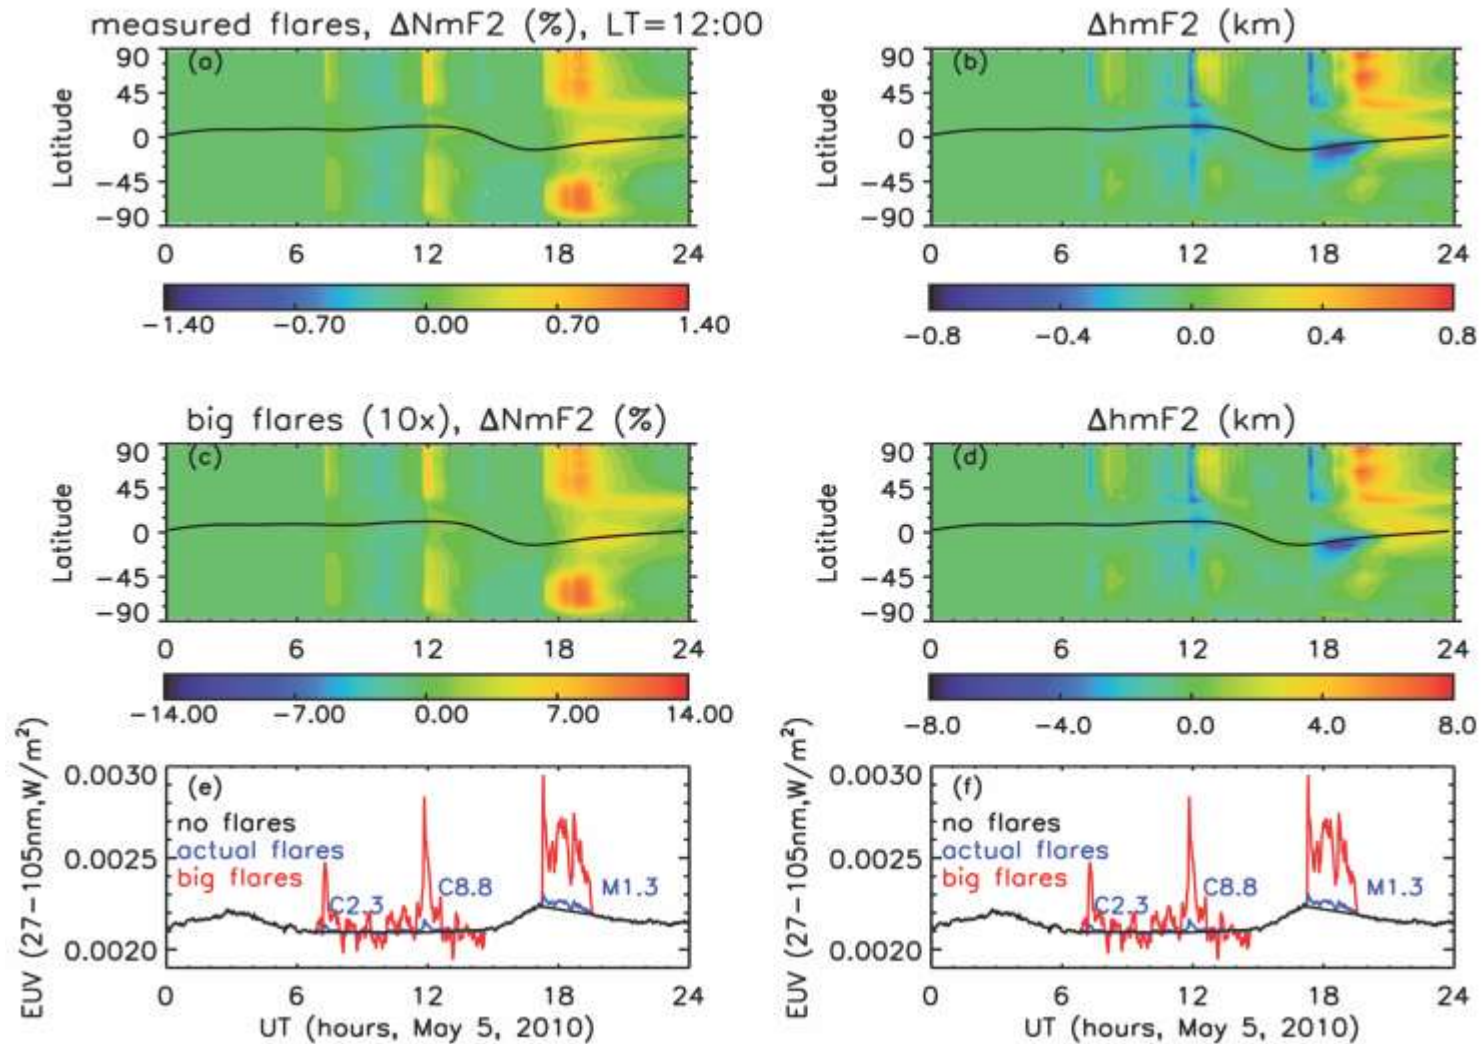 measured flares, ΔNmF2 (%), LT=12:00
(a)
Latitude
90
45
0
−45
−90
0 6 12 18 24
−1.40 −0.70 0.00 0.70 1.40
ΔhmF2 (km)
(b)
Latitude
90
45
0
−45
−90
0 6 12 18 24
−0.8 −0.4 0.0 0.4 0.8
big flares (10x), ΔNmF2 (%)
(c)
Latitude
90
45
0
−45
−90
0 6 12 18 24
−14.00 −7.00 0.00 7.00 14.00
ΔhmF2 (km)
(d)
Latitude
90
45
0
−45
−90
0 6 12 18 24
−8.0 −4.0 0.0 4.0 8.0
EUV (27−105nm,W/m²)
0.0030
0.0025
0.0020
(e)
no flares
actual flares
big flares
C2.3
C8.8
M1.3
0 6 12 18 24
UT (hours, May 5, 2010)
EUV (27−105nm,W/m²)
0.0030
0.0025
0.0020
(f)
no flares
actual flares
big flares
C2.3
C8.8
M1.3
0 6 12 18 24
UT (hours, May 5, 2010)